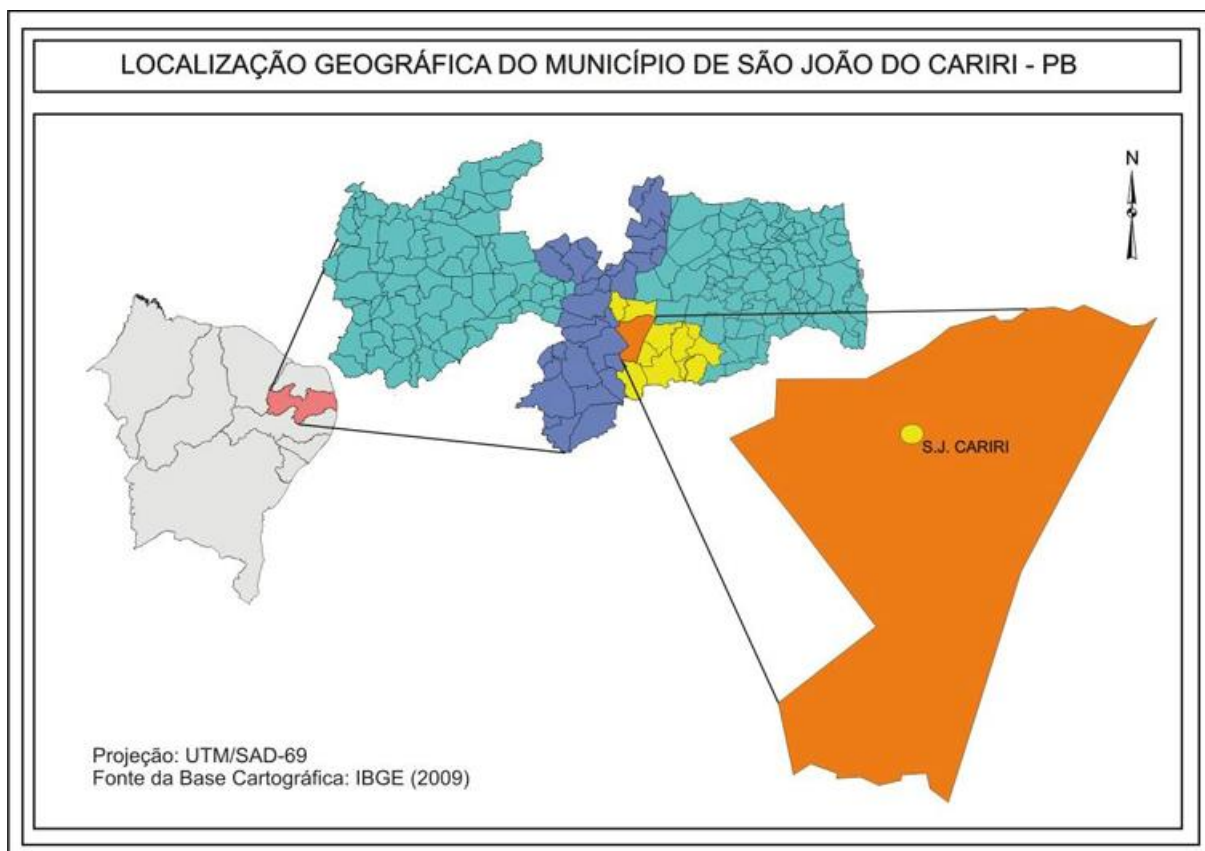 LOCALIZAÇÃO GEOGRÁFICA DO MUNICÍPIO DE SÃO JOÃO DO CARIRI - PB
N
S.J. CARIRI
Projeção: UTM/SAD-69
Fonte da Base Cartográfica: IBGE (2009)